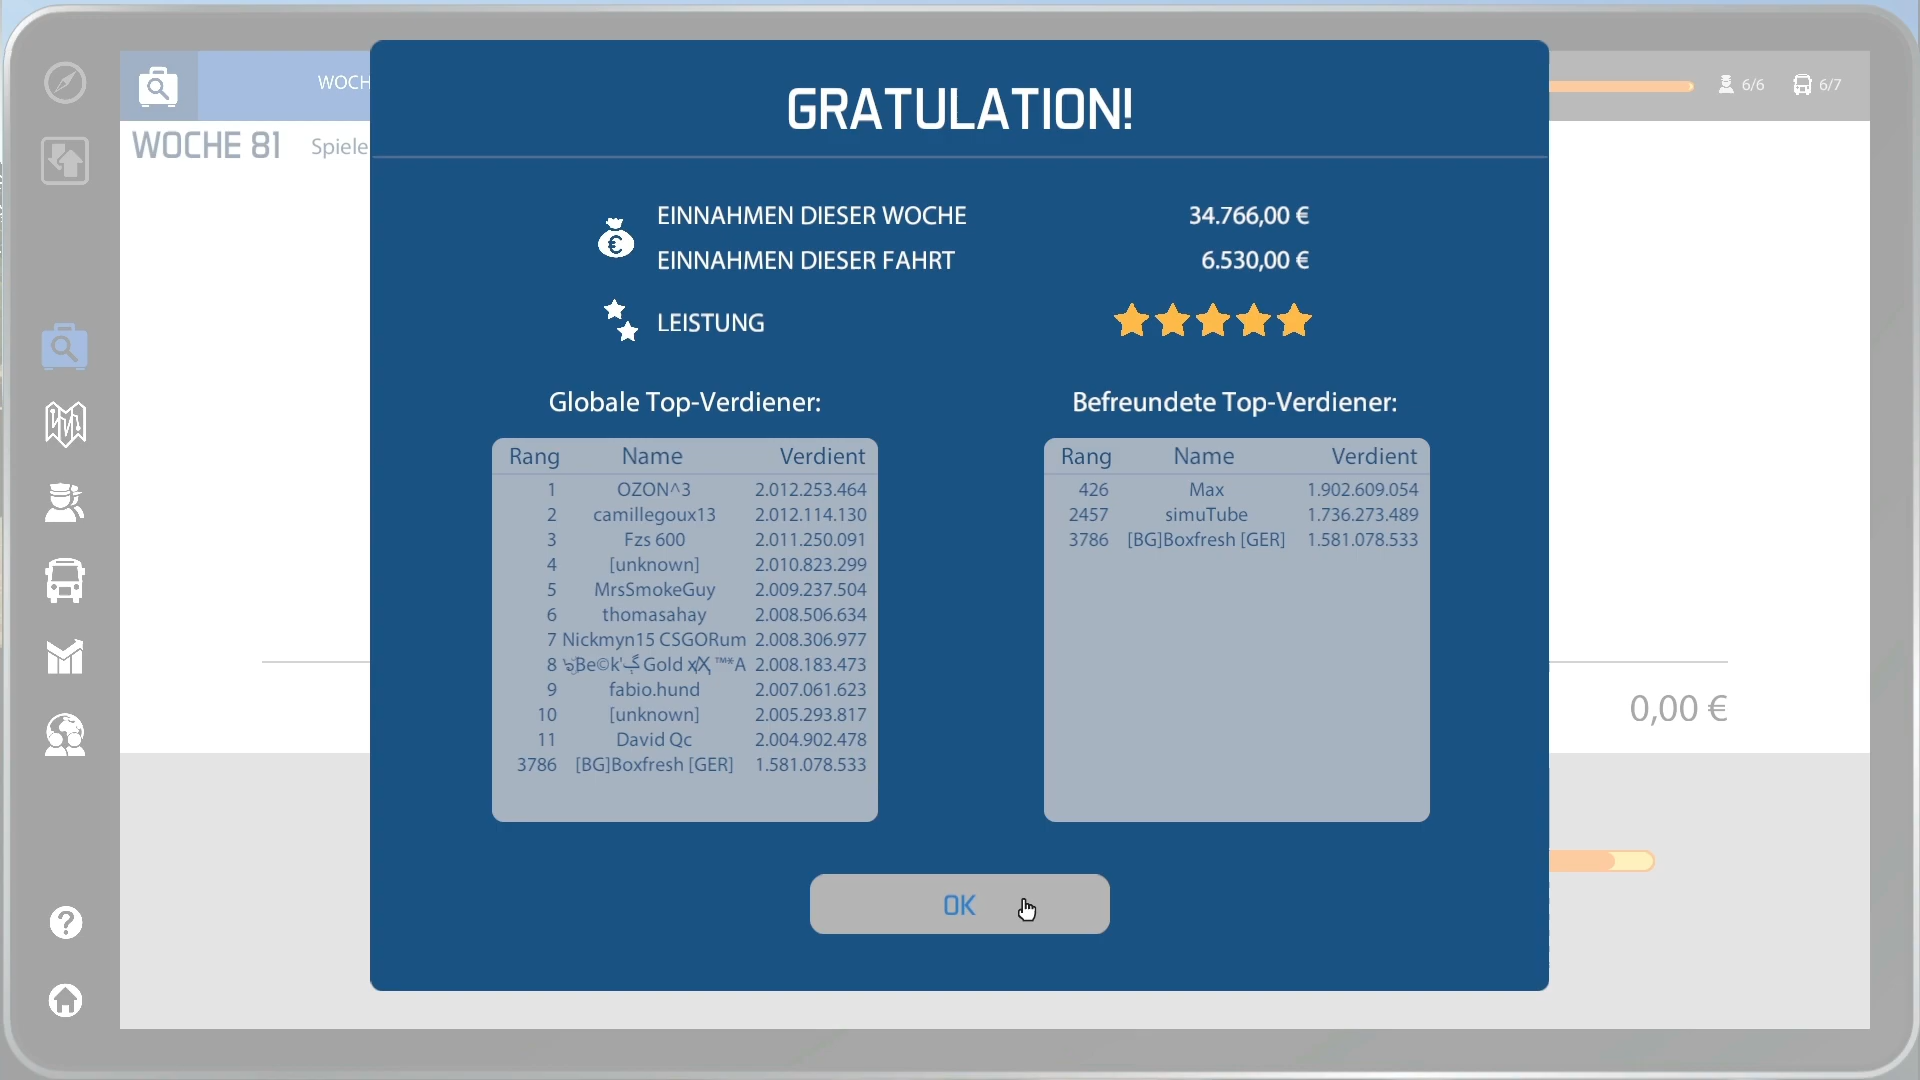 WOCH
6/6
6/7
WOCHE 81
Spiele
GRATULATION!
EINNAHMEN DIESER WOCHE 34.766,00 €
EINNAHMEN DIESER FAHRT 6.530,00 €
LEISTUNG
Globale Top-Verdiener:
Rang Name Verdient
1 OZON^3 2.012.253.464
2 camillegoux13 2.012.114.130
3 Fzs 600 2.011.250.091
4 [unknown] 2.010.823.299
5 MrsSmokeGuy 2.009.237.504
6 thomasahay 2.008.506.634
7 Nickmyn15 CSGORum 2.008.306.977
8 Gold 2.008.183.473
9 fabio.hund 2.007.061.623
10 [unknown] 2.005.293.817
11 David Qc 2.004.902.478
3786 [BG]Boxfresh [GER] 1.581.078.533
Befreundete Top-Verdiener:
Rang Name Verdient
426 Max 1.902.609.054
2457 simuTube 1.736.273.489
3786 [BG]Boxfresh [GER] 1.581.078.533
0,00 €
OK